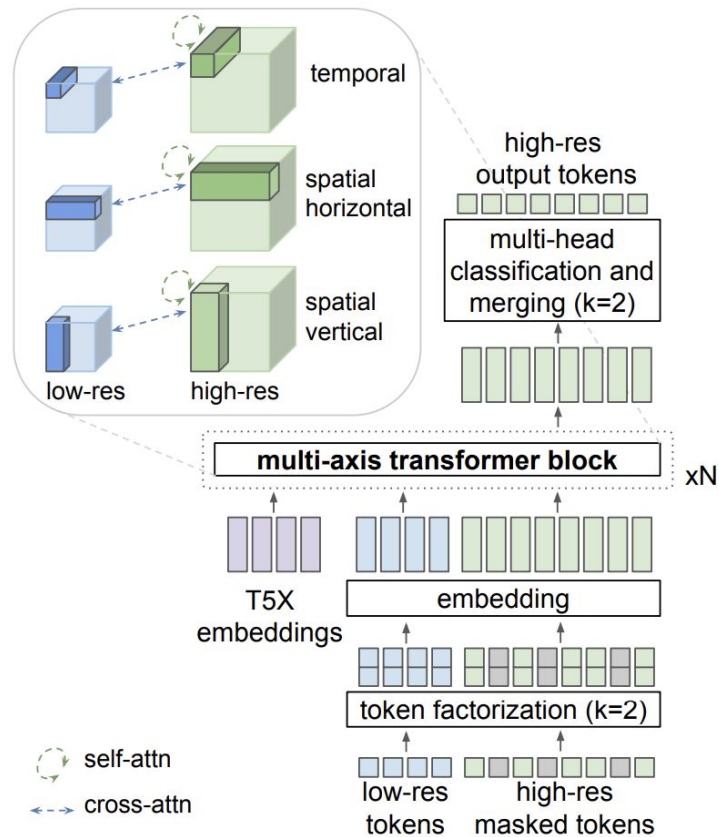 temporal
spatial
horizontal
spatial
vertical
low-res
high-res
high-res
output tokens
multi-head
classification and
merging (k=2)
multi-axis transformer block
xN
T5X
embeddings
embedding
token factorization (k=2)
self-attn
cross-attn
low-res
tokens
high-res
masked tokens